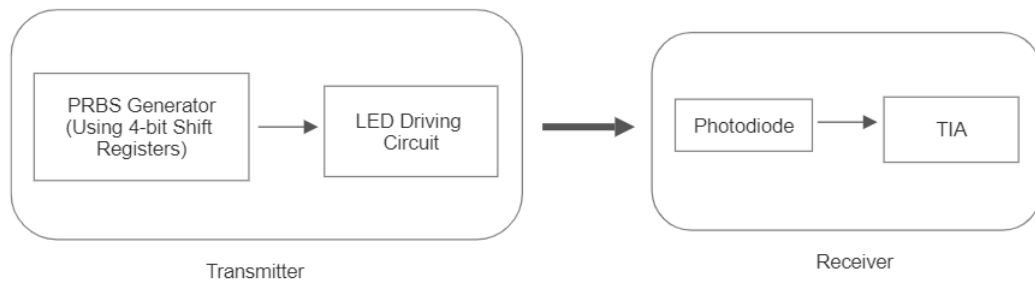 PRBS Generator
(Using 4-bit Shift
Registers)
LED Driving
Circuit
Transmitter
Photodiode
TIA
Receiver